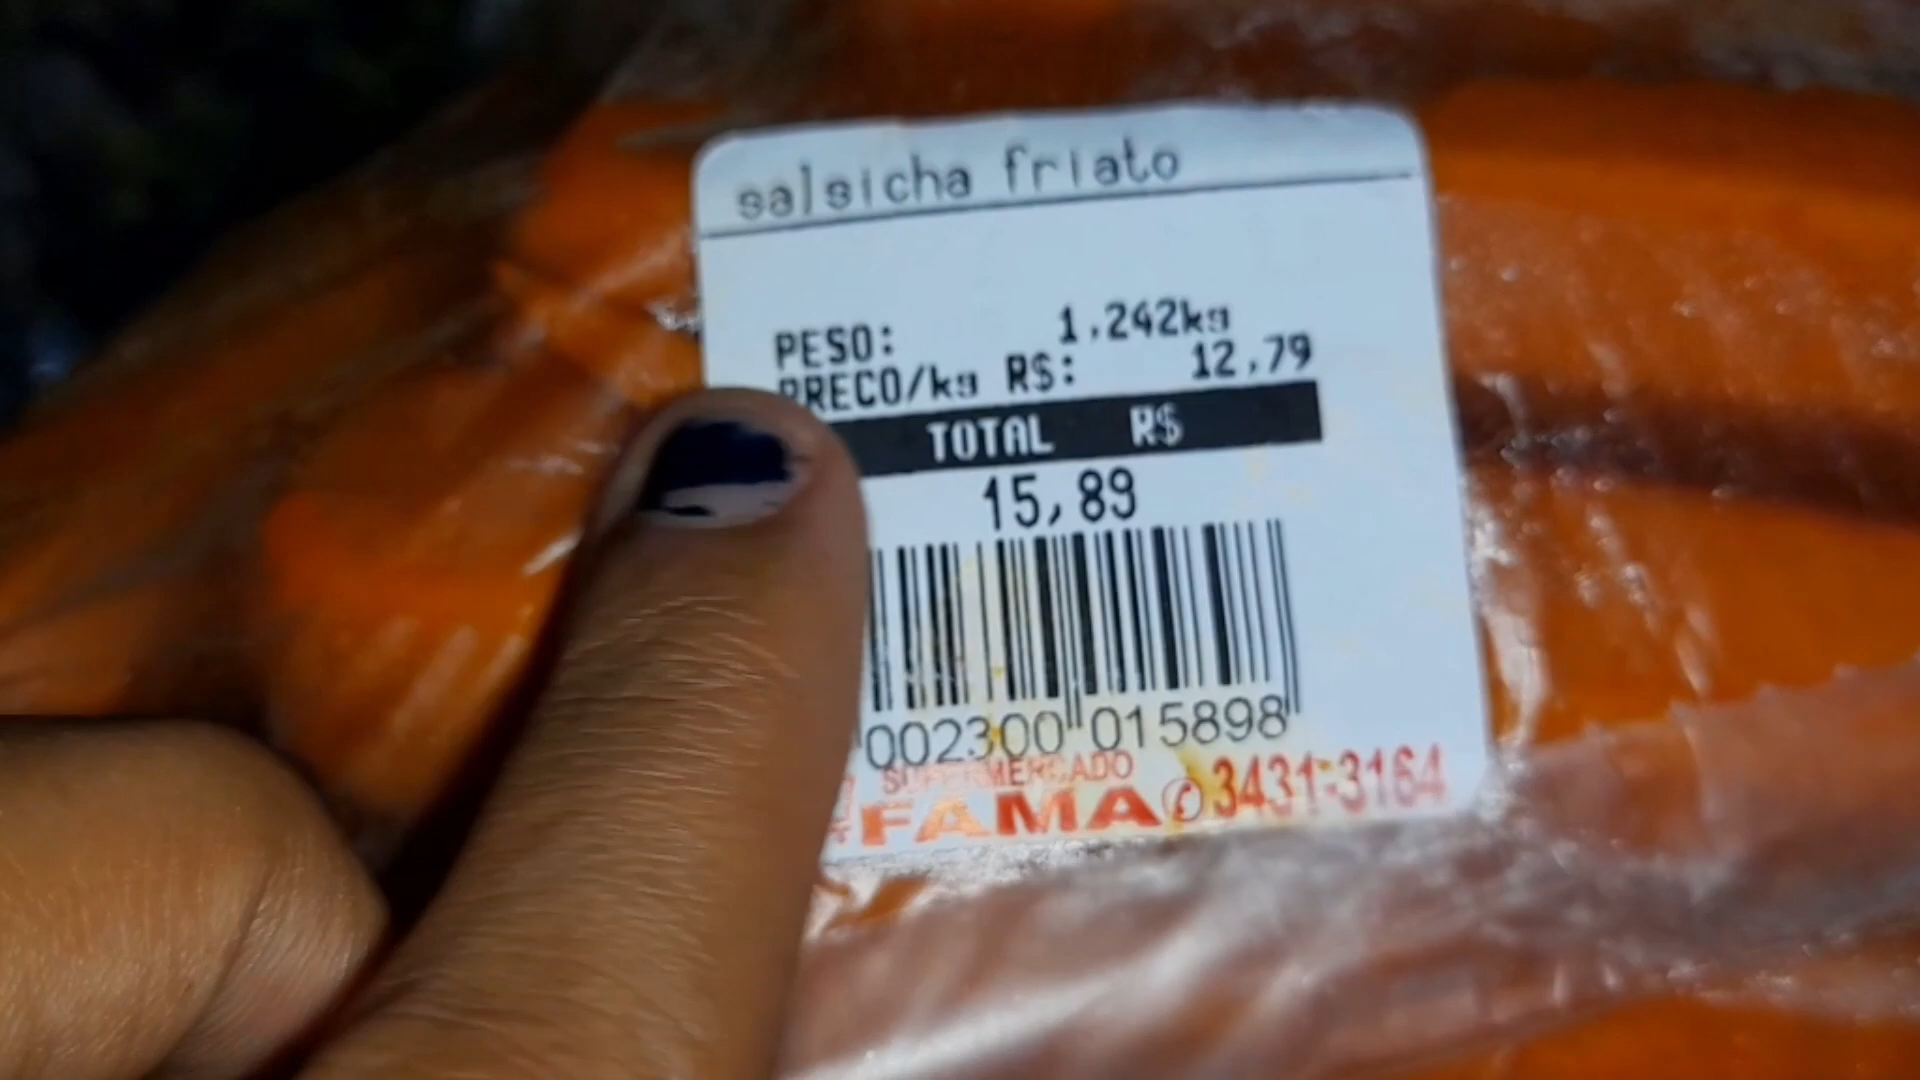 salsicha friato
PESO: 1,242kg
PRECO/kg R$: 12,79
TOTAL R$
15,89
002300 015898
SUPERMERCADO
FAMA ✆ 3431-3164